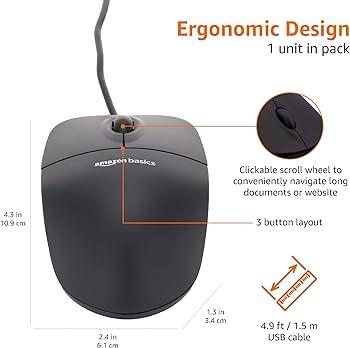 Ergonomic Design
1 unit in pack
amazon basics
Clickable scroll wheel to
conveniently navigate long
documents or website
3 button layout
4.3 in
10.9 cm
1.3 in
3.4 cm
2.4 in
6.1 cm
4.9 ft / 1.5 m
USB cable